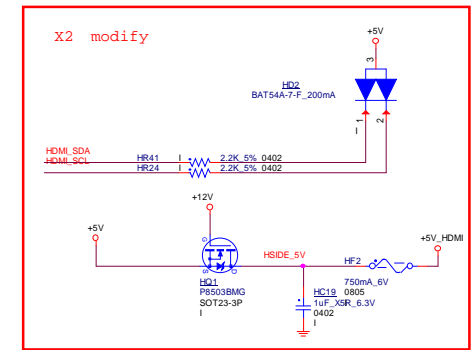 X2 modify
+5V
3
HD2
BAT54A-7-F_200mA
1
2
I
HDMI_SDA
HDMI_SCL
HR41 I 2.2K_5% 0402
HR24 I 2.2K_5% 0402
+12V
+5V
G
S
D
HSIDE_5V
HF2
+5V_HDMI
HQ1
P8503BMG
SOT23-3P
I
HC19
1uF_X5R_6.3V
0402
I
750mA_6V
0805